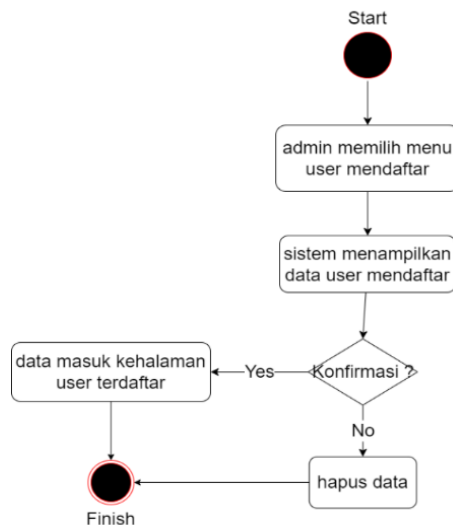 Start
admin memilih menu
user mendaftar
sistem menampilkan
data user mendaftar
Konfirmasi ?
Yes
data masuk kehalaman
user terdaftar
No
hapus data
Finish